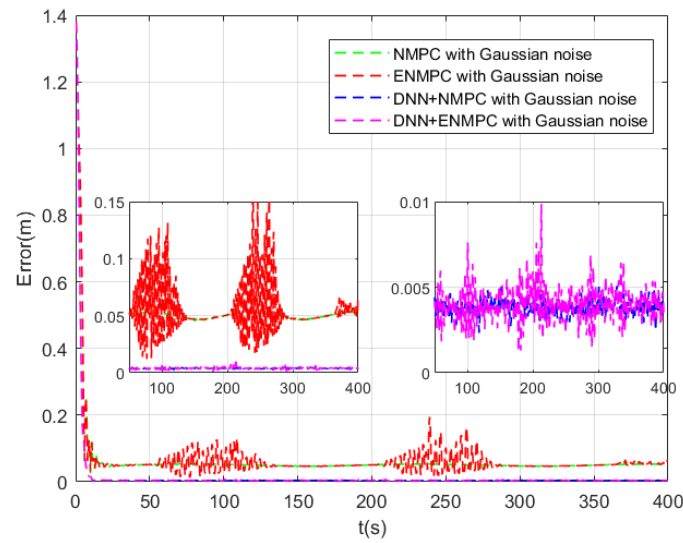 1.4
1.2
1
0.8
0.6
0.4
0.2
0
Error(m)
NMPC with Gaussian noise
ENMPC with Gaussian noise
DNN+NMPC with Gaussian noise
DNN+ENMPC with Gaussian noise
0.15
0.1
0.05
0
100 200 300 400
0.01
0.005
0
100 200 300 400
0 50 100 150 200 250 300 350 400
t(s)